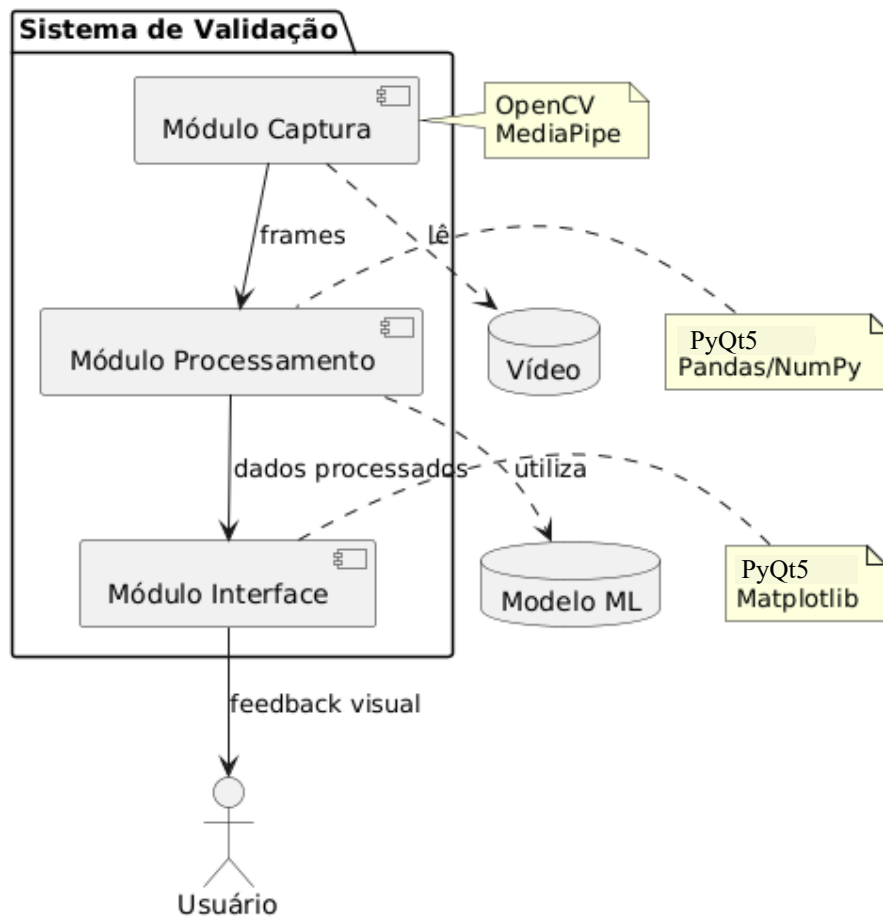 Sistema de Validação
Módulo Captura
OpenCV
MediaPipe
frames
lê
Módulo Processamento
Vídeo
PyQt5
Pandas/NumPy
dados processados
utiliza
Módulo Interface
Modelo ML
PyQt5
Matplotlib
feedback visual
Usuário